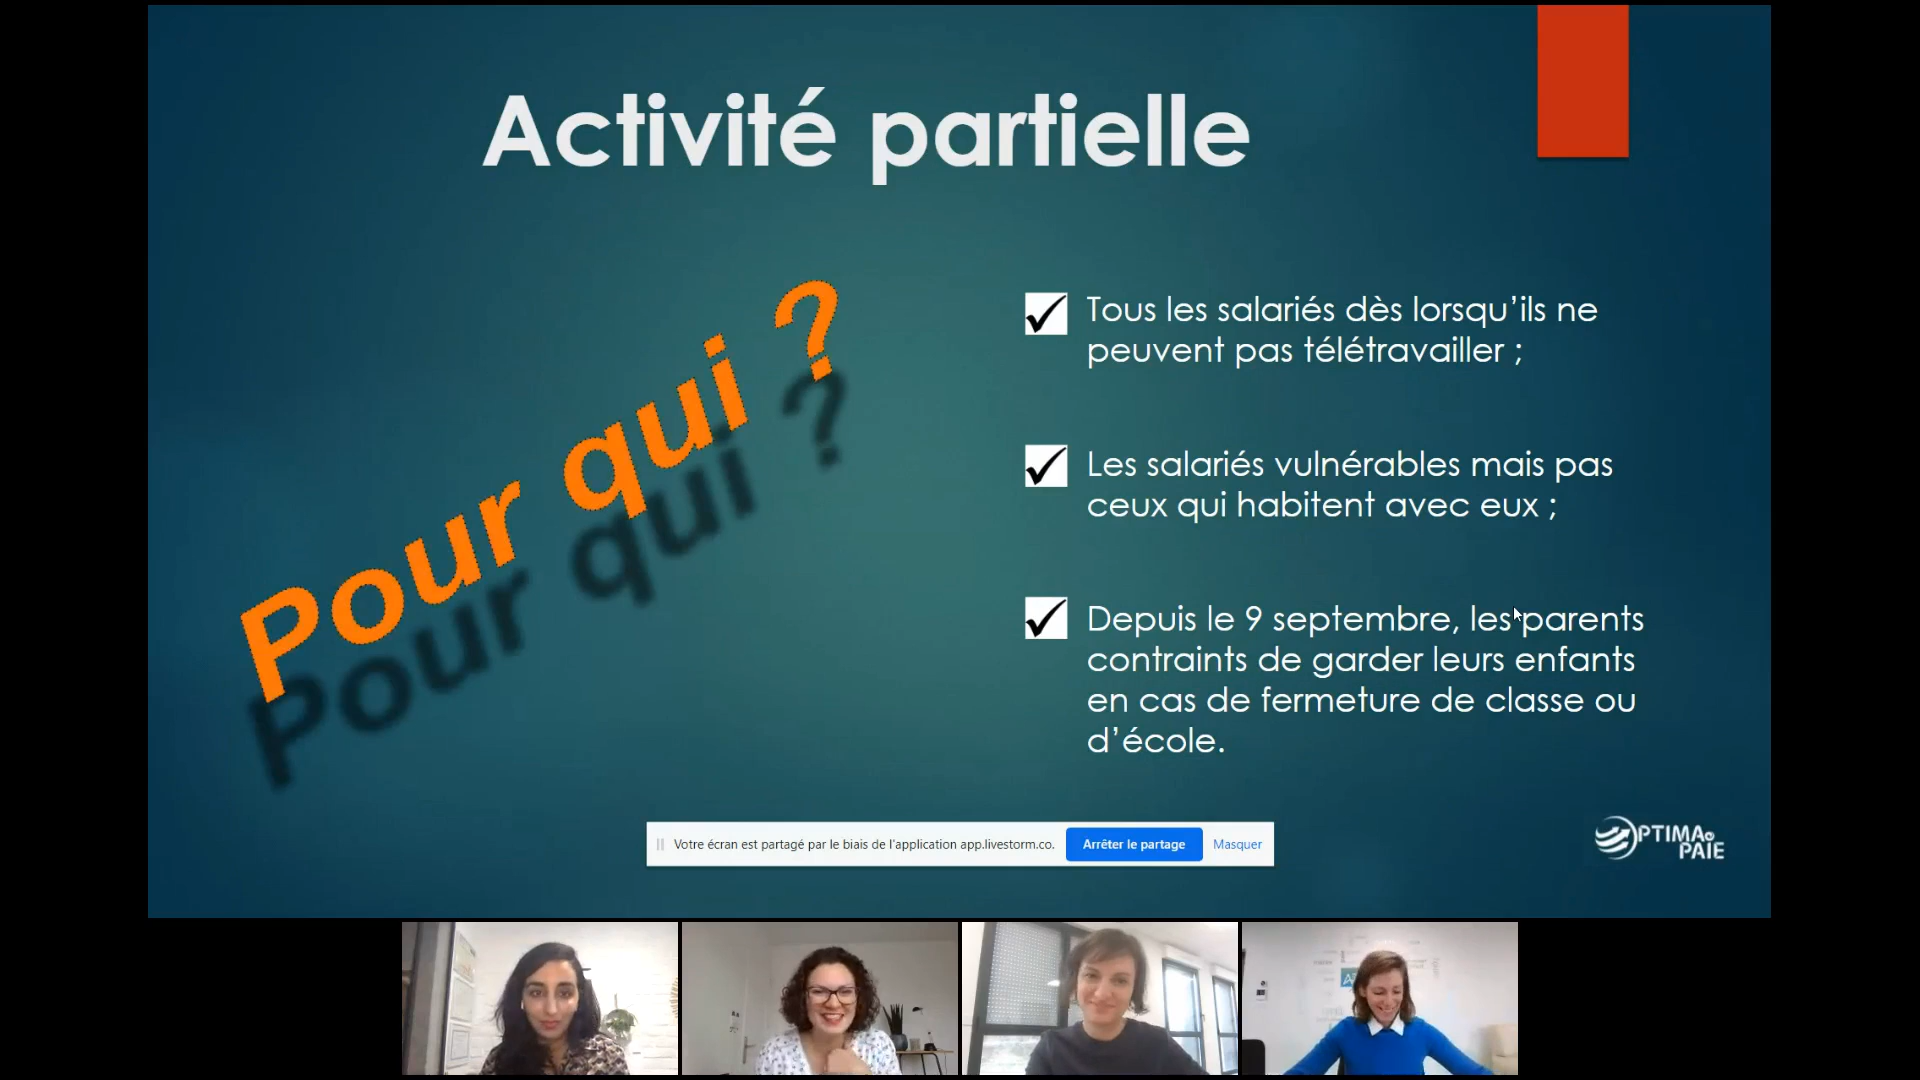 Activité partielle
Pour qui ?
Tous les salariés dès lorsqu’ils ne
peuvent pas télétravailler ;
Les salariés vulnérables mais pas
ceux qui habitent avec eux ;
Depuis le 9 septembre, les parents
contraints de garder leurs enfants
en cas de fermeture de classe ou
d’école.
OPTIMAe
PAIE
Votre écran est partagé par le biais de l'application app.livestorm.co.
Arrêter le partage
Masquer